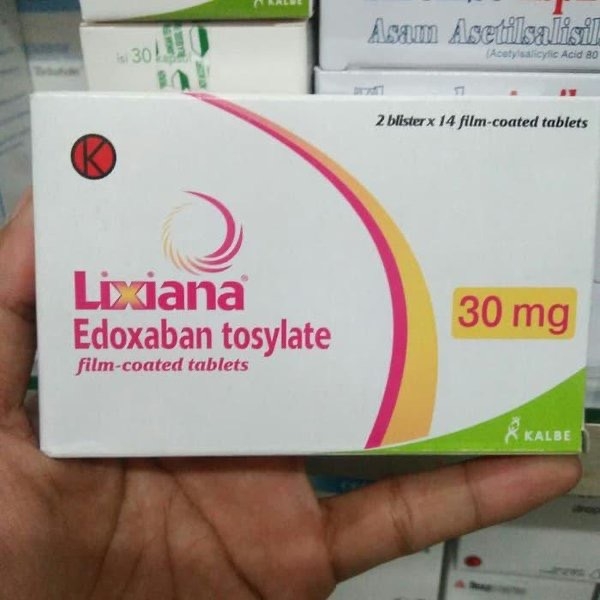 KALBE
isi 30
Asam Asetilsalisil
(Acetylsalicylic Acid 80
2 blister x 14 film-coated tablets
K
Lixiana®
Edoxaban tosylate
film-coated tablets
30 mg
KALBE